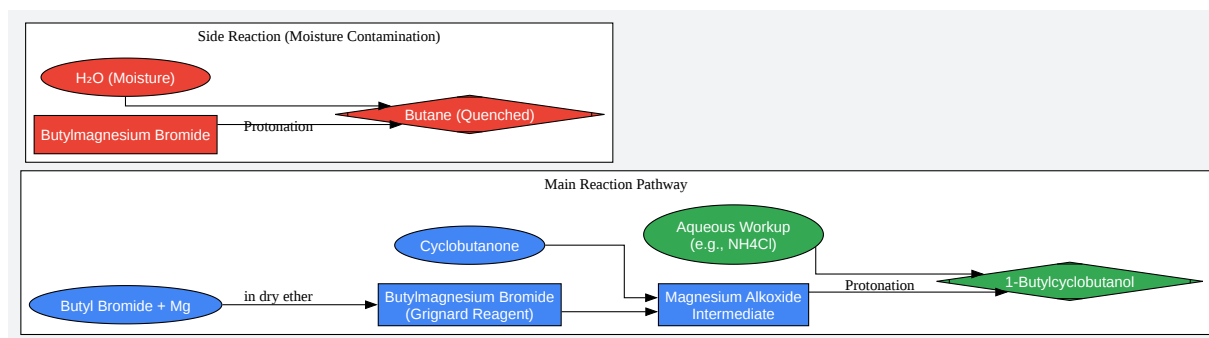 Side Reaction (Moisture Contamination)
H₂O (Moisture)
Butylmagnesium Bromide
Protonation
Butane (Quenched)
Main Reaction Pathway
Butyl Bromide + Mg
in dry ether
Cyclobutanone
Butylmagnesium Bromide
(Grignard Reagent)
Aqueous Workup
(e.g., NH4Cl)
Magnesium Alkoxide
Intermediate
Protonation
1-Butylcyclobutanol